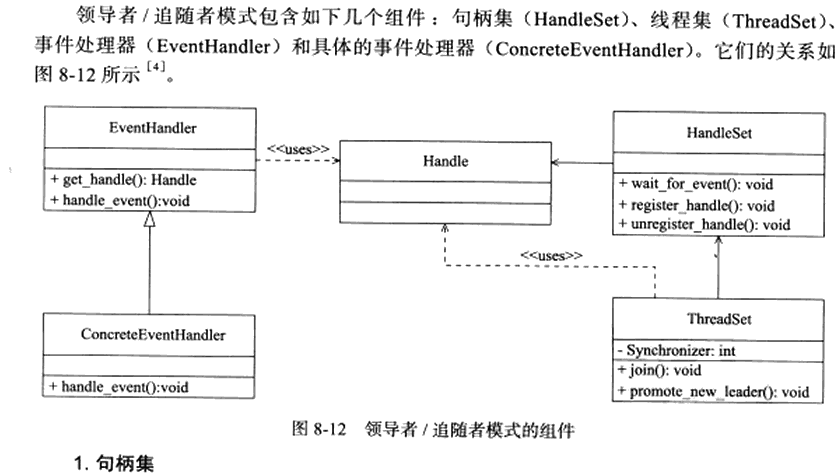 领导者/追随者模式包含如下几个组件：句柄集（HandleSet）、线程集（ThreadSet）、
事件处理器（EventHandler）和具体的事件处理器（ConcreteEventHandler）。它们的关系如
图 8-12 所示 [4]。
EventHandler
+ get_handle(): Handle
+ handle_event():void
<<uses>>
Handle
HandleSet
+ wait_for_event(): void
+ register_handle(): void
+ unregister_handle(): void
<<uses>>
ConcreteEventHandler
+ handle_event():void
ThreadSet
- Synchronizer: int
+ join(): void
+ promote_new_leader(): void
图 8-12 领导者/追随者模式的组件
1. 句柄集